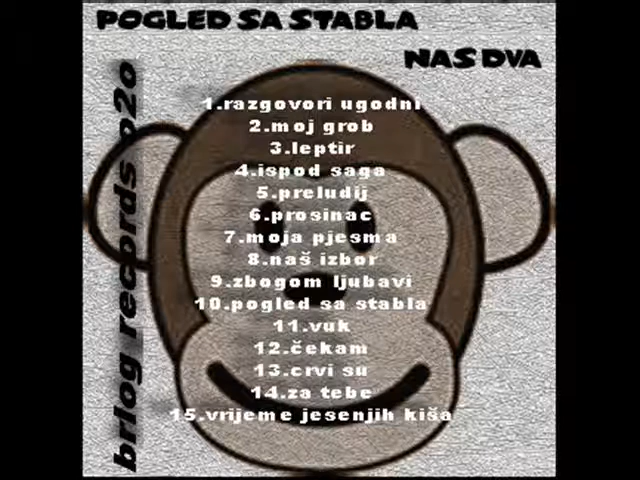 POGLED SA STABLA
NAS DVA
brlog records 020
1.razgovori ugodni
2.moj grob
3.leptir
4.ispod saga
5.preludij
6.prosinac
7.moja pjesma
8.naš izbor
9.zbogom ljubavi
10.pogled sa stabla
11.vuk
12.čekam
13.crvi su
14.za tebe
15.vrijeme jesenjih kiša